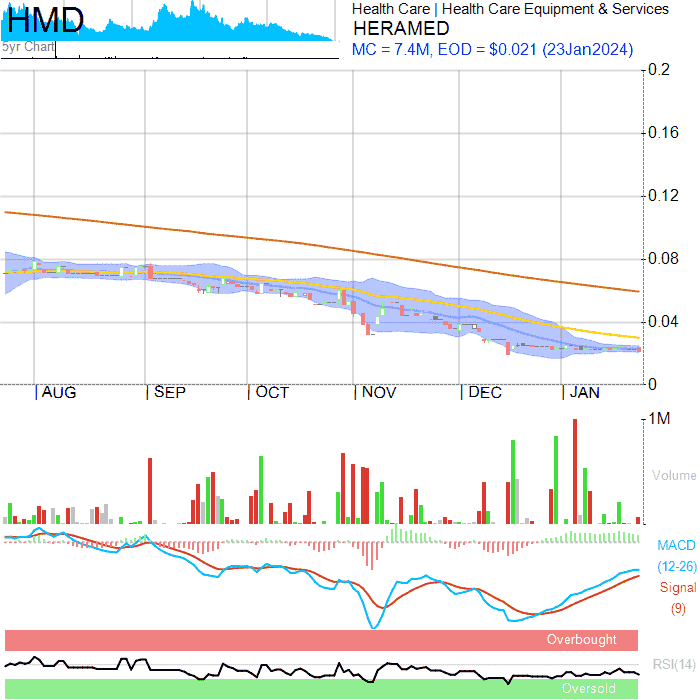 HMD
5yr Chart
Health Care | Health Care Equipment & Services
HERAMED
MC = 7.4M, EOD = $0.021 (23Jan2024)
0.2
0.16
0.12
0.08
0.04
0
AUG SEP OCT NOV DEC JAN
1M
Volume
MACD
(12-26)
Signal
(9)
Overbought
RSI(14)
Oversold